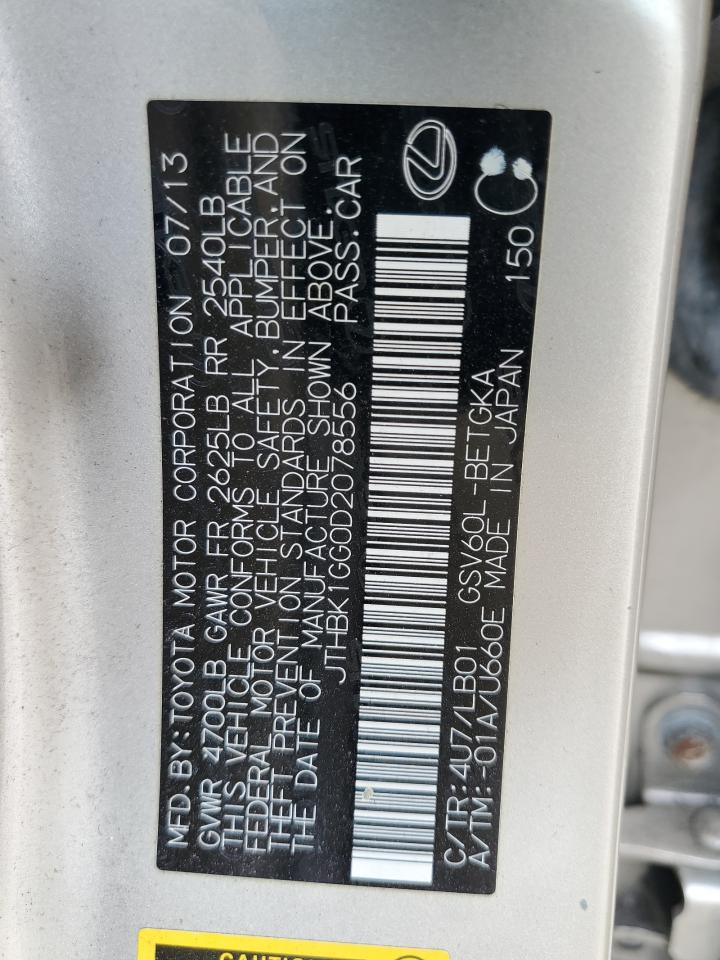 MFD.BY:TOYOTA MOTOR CORPORATION 07/13
GVWR 4700LB GAWR FR 2625LB RR 2540LB
THIS VEHICLE CONFORMS TO ALL APPLICABLE
FEDERAL MOTOR VEHICLE SAFETY,BUMPER,AND
THEFT PREVENTION STANDARDS IN EFFECT ON
THE DATE OF MANUFACTURE SHOWN ABOVE.
JTHBK1GG0D2078556 PASS.CAR
C/TR:4U7/LB01 GSV60L-BETGKA
A/TM:-01A/U660E MADE IN JAPAN 150
CAUTION